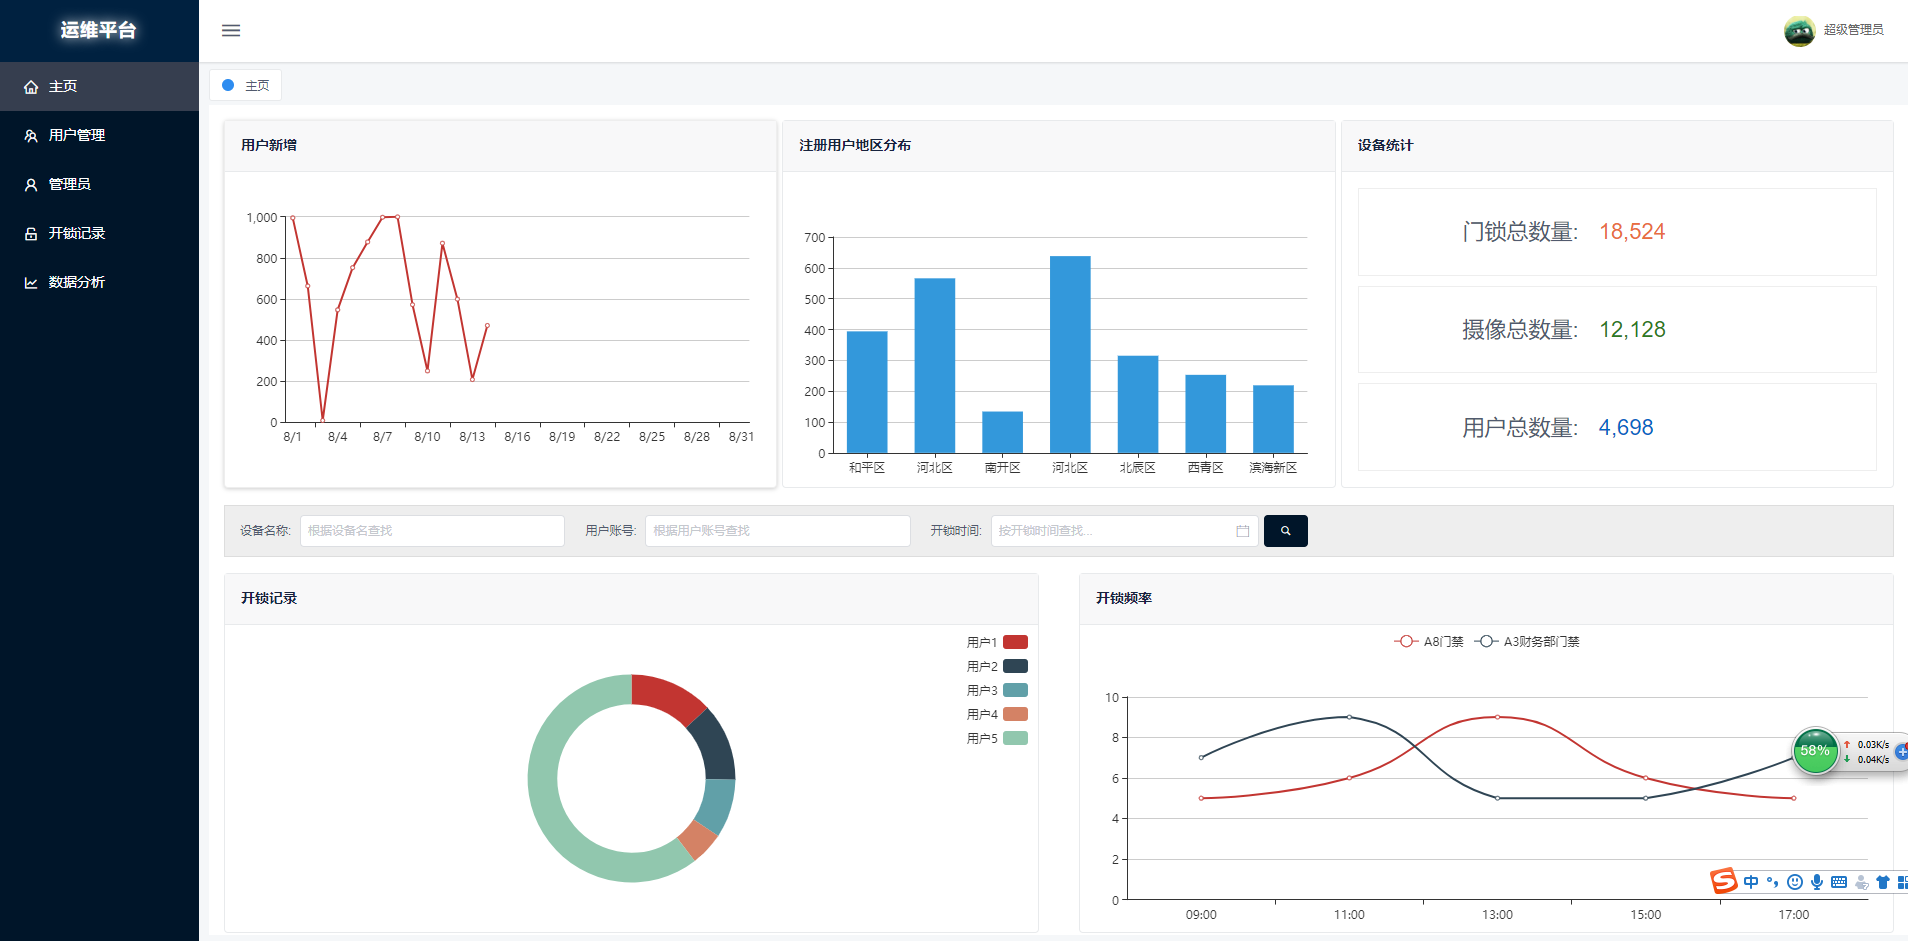 运维平台
超级管理员
主页
用户管理
管理员
开锁记录
数据分析
主页
用户新增
1,000
800
600
400
200
0
8/1 8/4 8/7 8/10 8/13 8/16 8/19 8/22 8/25 8/28 8/31
注册用户地区分布
700
600
500
400
300
200
100
0
和平区 河北区 南开区 河北区 北辰区 西青区 滨海新区
设备统计
门锁总数量: 18,524
摄像总数量: 12,128
用户总数量: 4,698
设备名称: 根据设备名查找 用户账号: 根据用户账号查找 开锁时间: 按开锁时间查找...
开锁记录
用户1
用户2
用户3
用户4
用户5
开锁频率
A8门禁 A3财务部门禁
10
8
6
4
2
0
09:00 11:00 13:00 15:00 17:00
58%
0.03K/s
0.04K/s
S 中